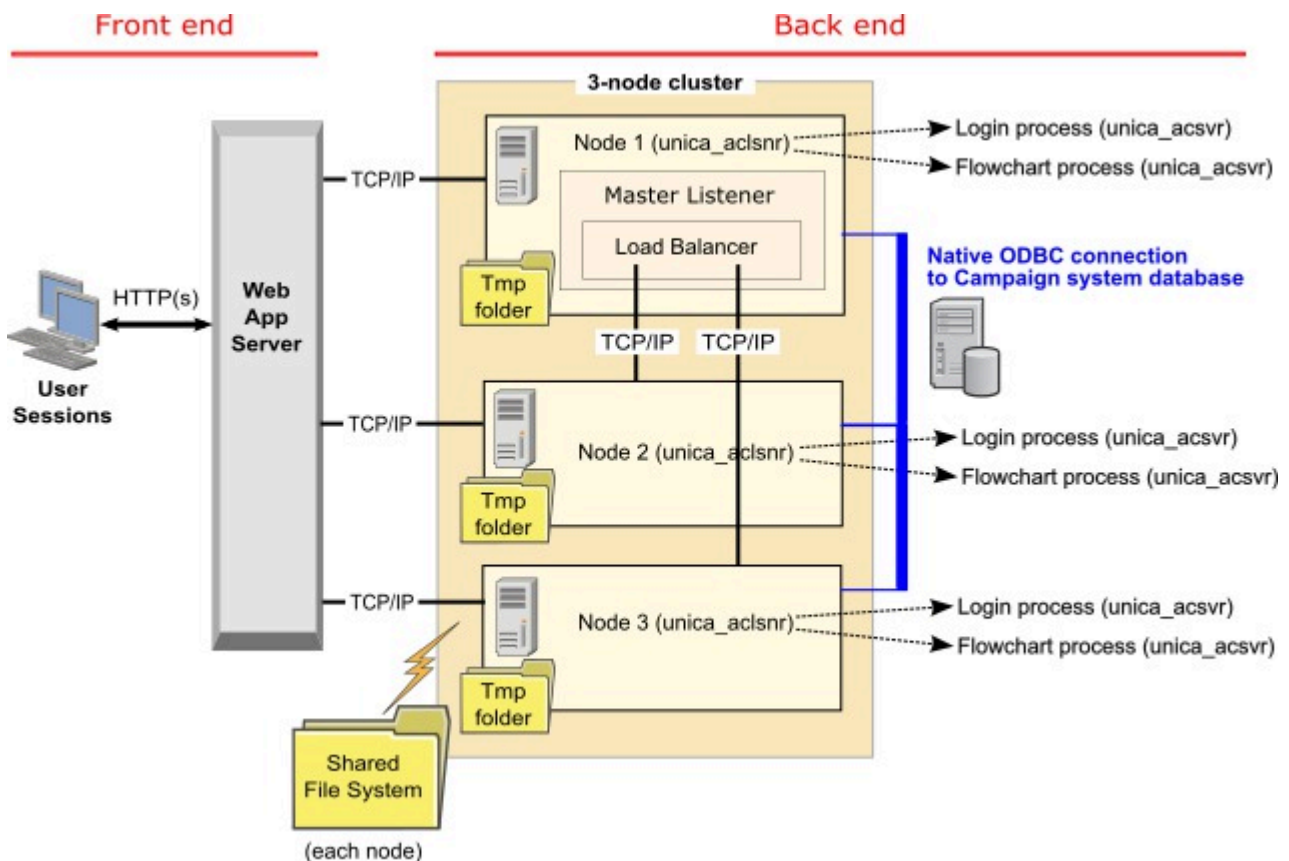 Front end
Back end
3-node cluster
Node 1 (unica_aclsnr)
Login process (unica_acsvr)
Flowchart process (unica_acsvr)
TCP/IP
Master Listener
Load Balancer
Tmp
folder
Native ODBC connection
to Campaign system database
HTTP(s)
Web
App
Server
User
Sessions
TCP/IP
TCP/IP
TCP/IP
Node 2 (unica_aclsnr)
Login process (unica_acsvr)
Flowchart process (unica_acsvr)
Tmp
folder
TCP/IP
Node 3 (unica_aclsnr)
Login process (unica_acsvr)
Flowchart process (unica_acsvr)
Tmp
folder
Shared
File System
(each node)